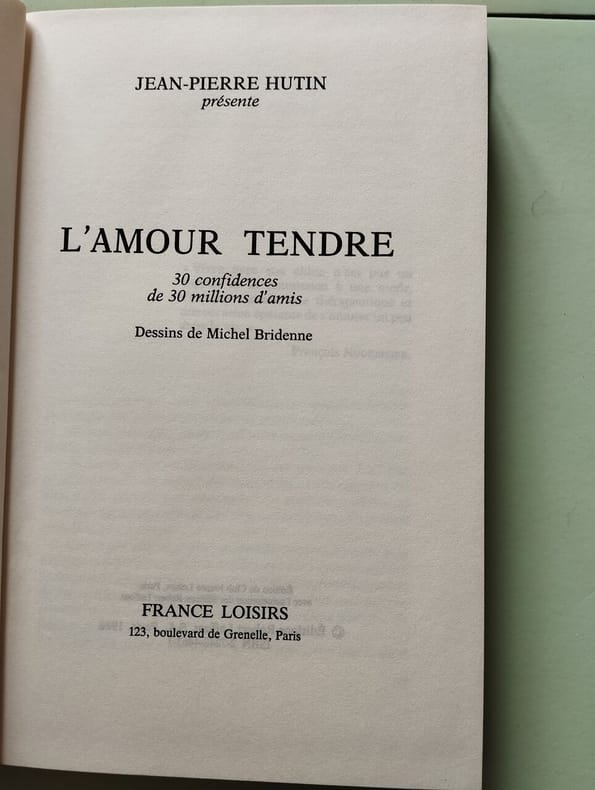 JEAN-PIERRE HUTIN
présente
L'AMOUR TENDRE
30 confidences
de 30 millions d'amis
Dessins de Michel Bridenne
FRANCE LOISIRS
123, boulevard de Grenelle, Paris